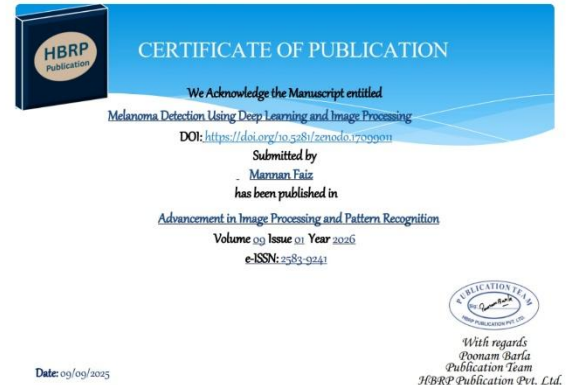 HBRP
Publication
CERTIFICATE OF PUBLICATION
We Acknowledge the Manuscript entitled
Melanoma Detection Using Deep Learning and Image Processing
DOI: https://doi.org/10.5281/zenodo.17099011
Submitted by
Mannan Faiz
has been published in
Advancement in Image Processing and Pattern Recognition
Volume 09 Issue 01 Year 2026
e-ISSN: 2583-9241
PUBLICATION TEAM
HBRP PUBLICATION PVT. LTD.
With regards
Poonam Barla
Publication Team
HBRP Publication Pvt. Ltd.
Date: 09/09/2025